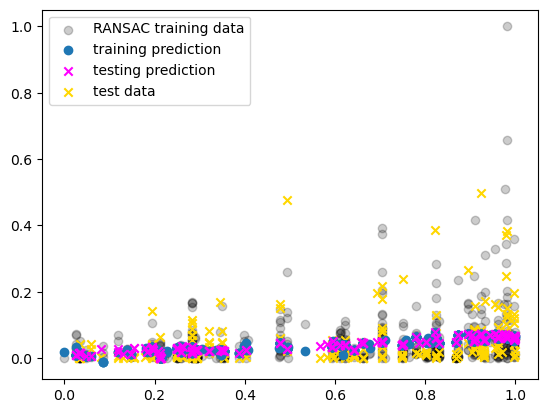 RANSAC training data
training prediction
testing prediction
test data
1.0
0.8
0.6
0.4
0.2
0.0
0.0 0.2 0.4 0.6 0.8 1.0